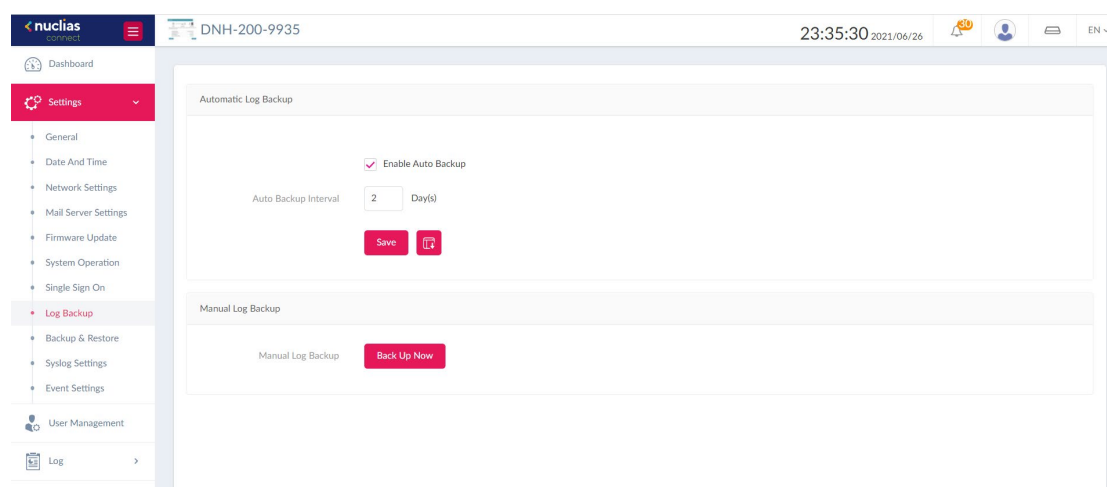 nuclias
connect
DNH-200-9935
23:35:30 2021/06/26
30
EN
Dashboard
Settings
General
Date And Time
Network Settings
Mail Server Settings
Firmware Update
System Operation
Single Sign On
Log Backup
Backup & Restore
Syslog Settings
Event Settings
User Management
Log
Automatic Log Backup
Enable Auto Backup
Auto Backup Interval 2 Day(s)
Save
Manual Log Backup
Manual Log Backup Back Up Now